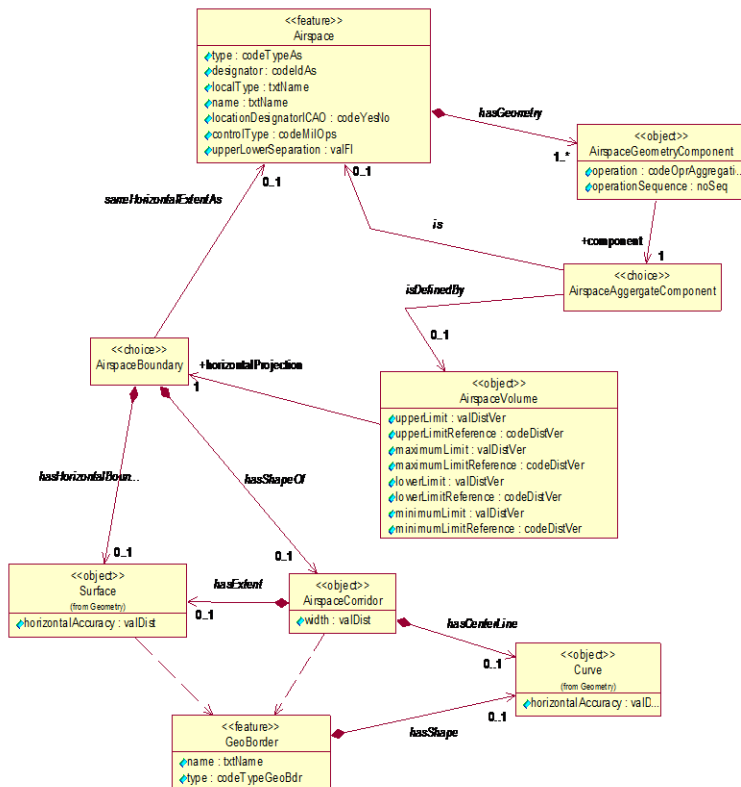 <<feature>>
Airspace
type : codeTypeAs
designator : codeIdAs
localType : txtName
name : txtName
locationDesignatorICAO : codeYesNo
controlType : codeMilOps
upperLowerSeparation : valFl
hasGeometry
1..*
<<object>>
AirspaceGeometryComponent
operation : codeOprAggregati...
operationSequence : noSeq
0..1
0..1
sameHorizontalExtentAs
is
+component
1
<<choice>>
AirspaceAggergateComponent
isDefinedBy
0..1
<<choice>>
AirspaceBoundary
+horizontalProjection
1
<<object>>
AirspaceVolume
upperLimit : valDistVer
upperLimitReference : codeDistVer
maximumLimit : valDistVer
maximumLimitReference : codeDistVer
lowerLimit : valDistVer
lowerLimitReference : codeDistVer
minimumLimit : valDistVer
minimumLimitReference : codeDistVer
hasHorizontalBoun...
hasShapeOf
0..1
0..1
<<object>>
Surface
(from Geometry)
horizontalAccuracy : valDist
hasExtent
0..1
<<object>>
AirspaceCorridor
width : valDist
hasCenterLine
0..1
<<object>>
Curve
(from Geometry)
horizontalAccuracy : valD...
0..1
hasShape
<<feature>>
GeoBorder
name : txtName
type : codeTypeGeoBdr